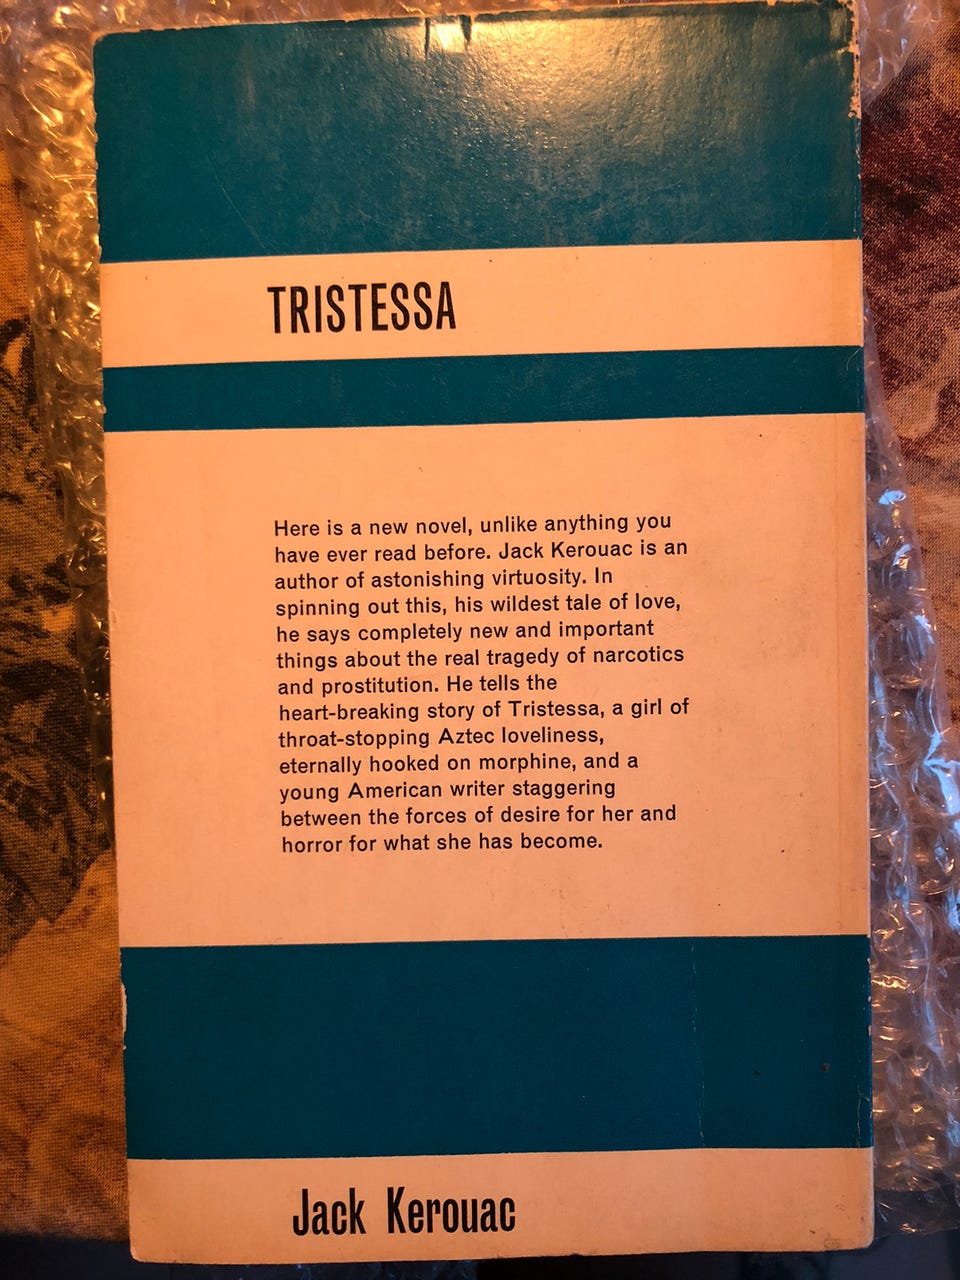 TRISTESSA
Here is a new novel, unlike anything you
have ever read before. Jack Kerouac is an
author of astonishing virtuosity. In
spinning out this, his wildest tale of love,
he says completely new and important
things about the real tragedy of narcotics
and prostitution. He tells the
heart-breaking story of Tristessa, a girl of
throat-stopping Aztec loveliness,
eternally hooked on morphine, and a
young American writer staggering
between the forces of desire for her and
horror for what she has become.
Jack Kerouac